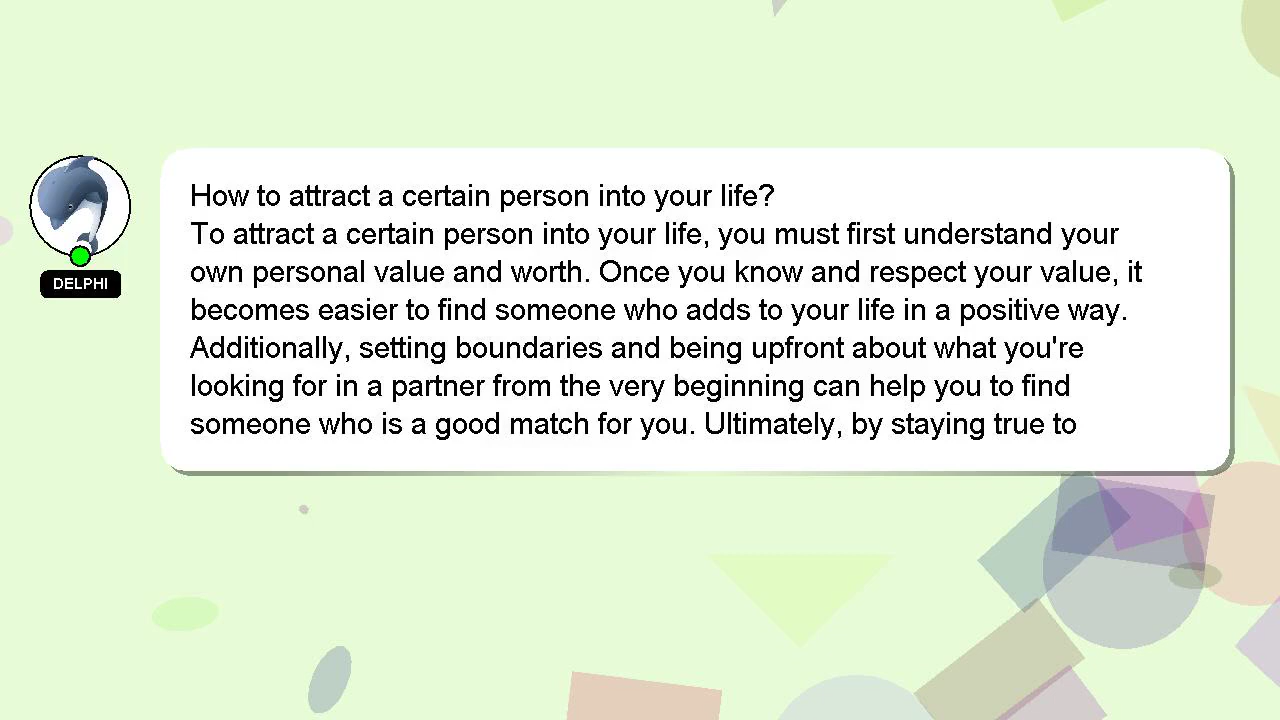 How to attract a certain person into your life?
To attract a certain person into your life, you must first understand your
own personal value and worth. Once you know and respect your value, it
becomes easier to find someone who adds to your life in a positive way.
Additionally, setting boundaries and being upfront about what you're
looking for in a partner from the very beginning can help you to find
someone who is a good match for you. Ultimately, by staying true to
DELPHI